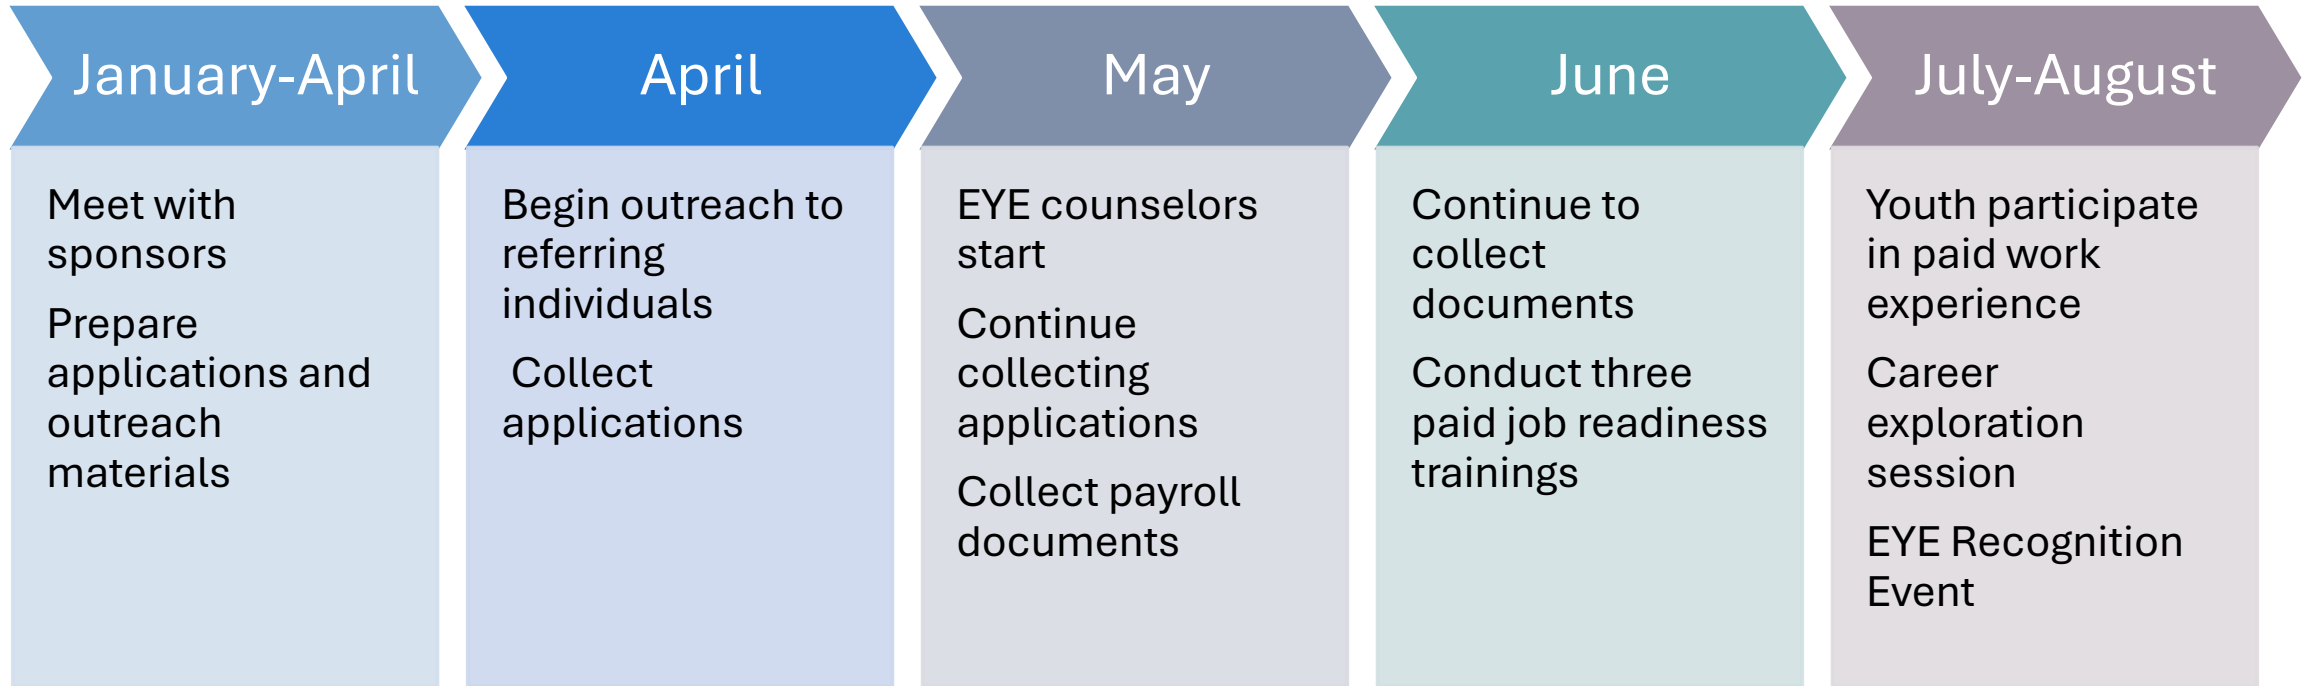 January-April
Meet with
sponsors
Prepare
applications and
outreach
materials
April
Begin outreach to
referring
individuals
Collect
applications
May
EYE counselors
start
Continue
collecting
applications
Collect payroll
documents
June
Continue to
collect
documents
Conduct three
paid job readiness
trainings
July-August
Youth participate
in paid work
experience
Career
exploration
session
EYE Recognition
Event